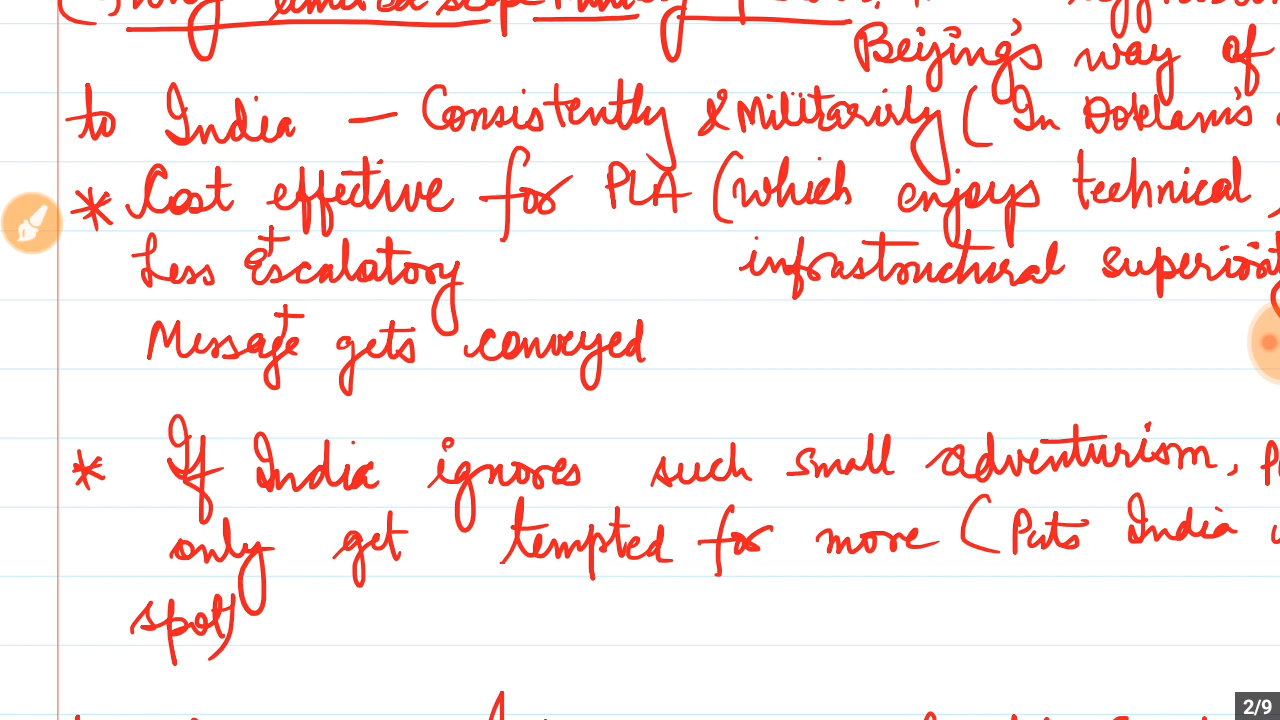 limited scope
Beijing's way of
to India — Consistently & Militarily ( In Doklam's
* Cost effective for PLA ( which enjoys technical
+
Less Escalatory infrastructural superiority
+
Message gets conveyed
* If India ignores such small adventurism,
only get tempted for more ( Puts India
spot)
2/9